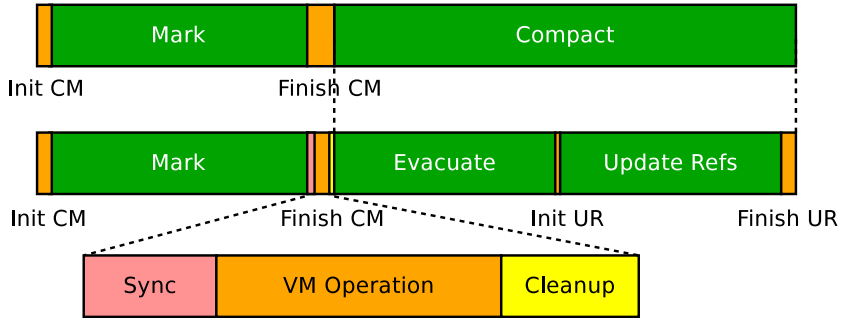 Mark Compact
Init CM Finish CM
Mark Evacuate Update Refs
Init CM Finish CM Init UR Finish UR
Sync VM Operation Cleanup